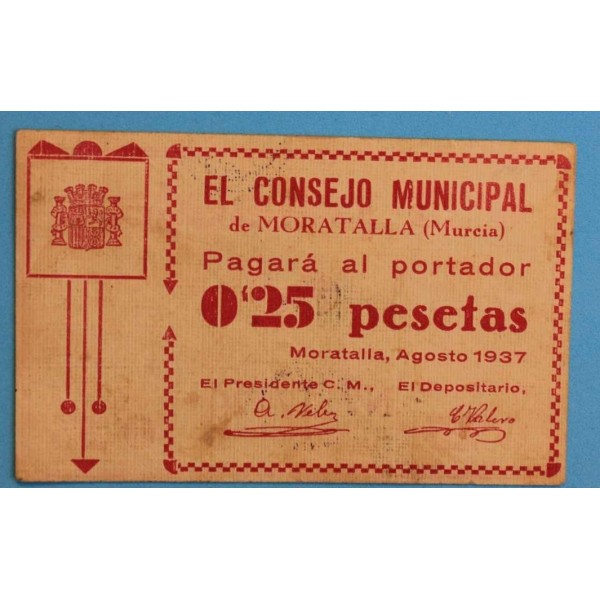 EL CONSEJO MUNICIPAL
de MORATALLA (Murcia)
Pagará al portador
0'25 pesetas
Moratalla, Agosto 1937
El Presidente C. M., El Depositario,
A. Velez